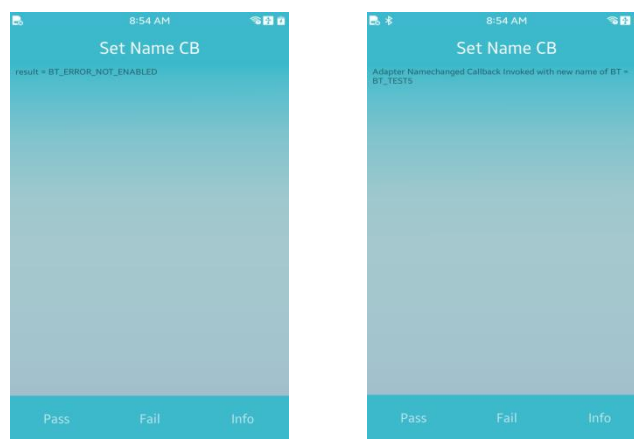 8:54 AM
Set Name CB
result = BT_ERROR_NOT_ENABLED
Pass Fail Info
8:54 AM
Set Name CB
Adapter Namechanged Callback Invoked with new name of BT =
BT_TEST5
Pass Fail Info